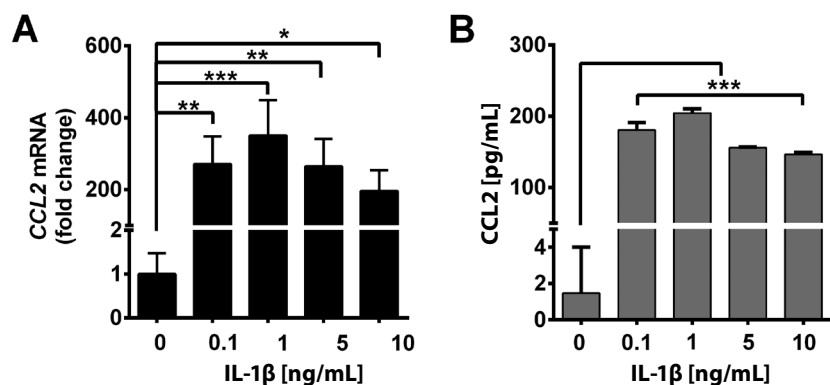 A
CCL2 mRNA
(fold change)
600
400
200
2
1
0
*
**
***
**
0 0.1 1 5 10
IL-1β [ng/mL]
B
CCL2 [pg/mL]
300
200
100
4
2
0
***
0 0.1 1 5 10
IL-1β [ng/mL]